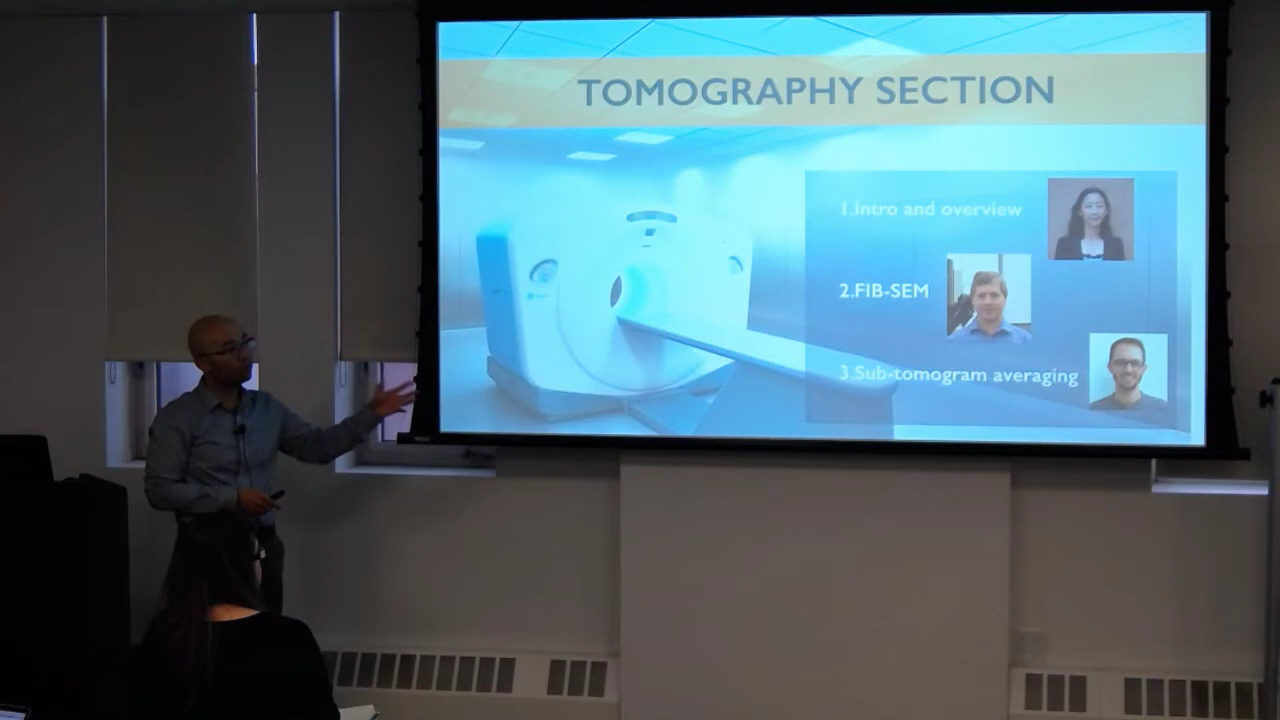 TOMOGRAPHY SECTION
1.Intro and overview
2.FIB-SEM
3.Sub-tomogram averaging